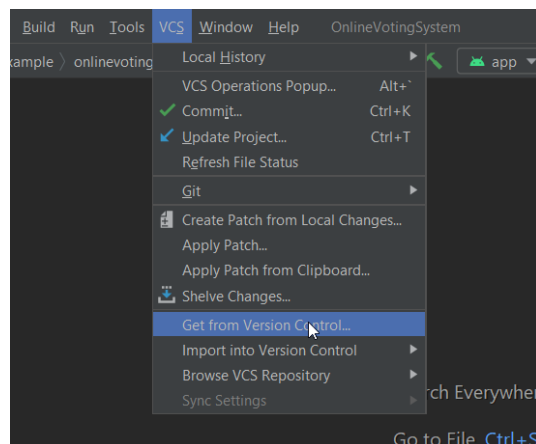 Build Run Tools VCS Window Help OnlineVotingSystem
ample 〉 onlinevoting
app
Local History
VCS Operations Popup... Alt+`
Commit... Ctrl+K
Update Project... Ctrl+T
Refresh File Status
Git
Create Patch from Local Changes...
Apply Patch...
Apply Patch from Clipboard...
Shelve Changes...
Get from Version Control...
Import into Version Control
Browse VCS Repository
Sync Settings
rch Everywhe
Go to File Ctrl+S